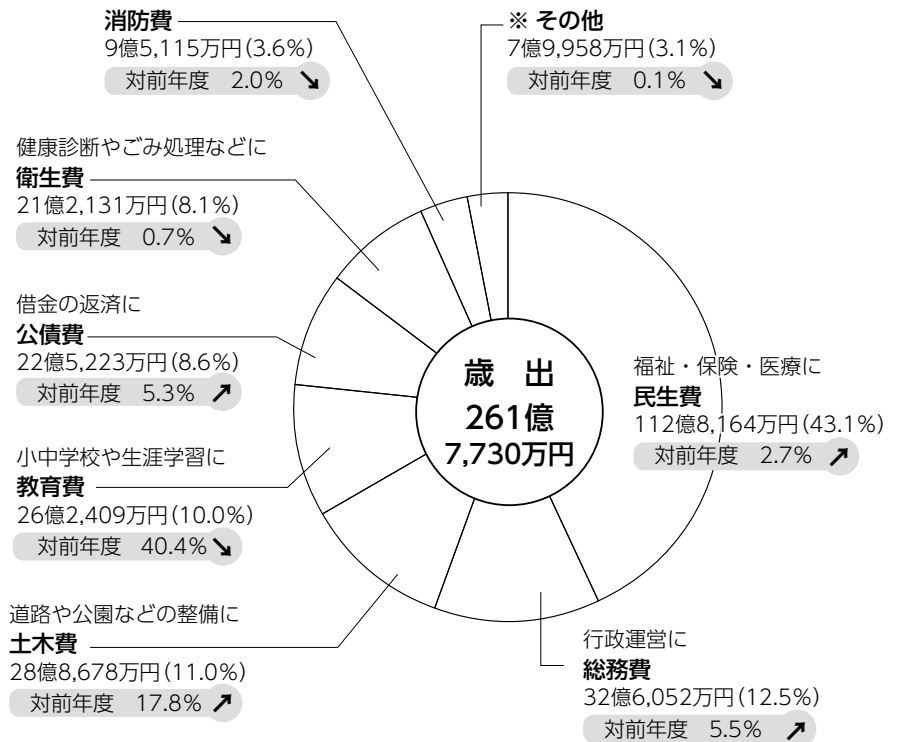 消防費
9億5,115万円(3.6%)
対前年度 2.0% ↘
※ その他
7億9,958万円(3.1%)
対前年度 0.1% ↘
健康診断やごみ処理などに
衛生費
21億2,131万円(8.1%)
対前年度 0.7% ↘
借金の返済に
公債費
22億5,223万円(8.6%)
対前年度 5.3% ↗
小中学校や生涯学習に
教育費
26億2,409万円(10.0%)
対前年度 40.4% ↘
道路や公園などの整備に
土木費
28億8,678万円(11.0%)
対前年度 17.8% ↗
歳 出
261億
7,730万円
福祉・保険・医療に
民生費
112億8,164万円(43.1%)
対前年度 2.7% ↗
行政運営に
総務費
32億6,052万円(12.5%)
対前年度 5.5% ↗